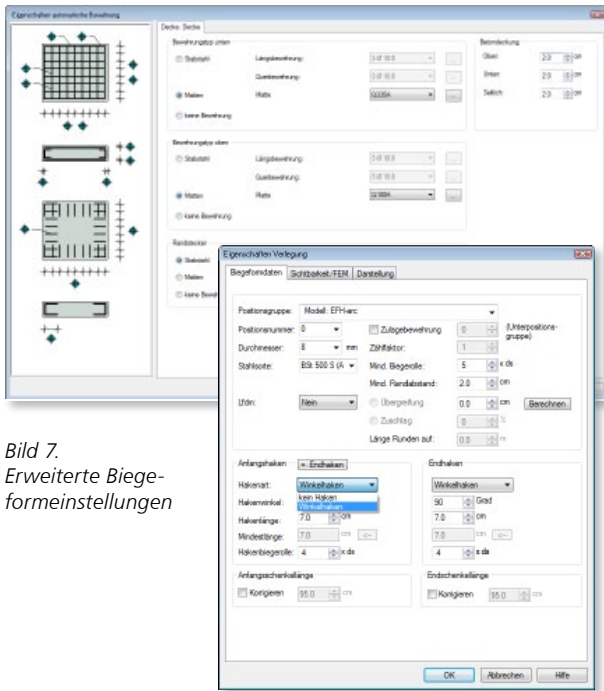 Eigenschaften automatische Bewehrung
Decke: Decke
Bewehrungstyp unten
Stabstahl
Längsbewehrung:
Querbewehrung:
Matten
Matte
Q335A
keine Bewehrung
Betondeckung
Oben: 2.0 cm
Unten: 2.0 cm
Seitlich: 2.0 cm
Bewehrungstyp oben
Stabstahl
Längsbewehrung:
Querbewehrung:
Matten
Matte
Q188A
keine Bewehrung
Randstecker
Stabstahl
Matten
keine
Eigenschaften Verlegung
Biegeformdaten Sichtbarkeit/FEM Darstellung
Positionsgruppe: Modell: EFH-arc
Positionsnummer: 0 Zulagebewehrung 0 (Unterpositions-
gruppe)
Durchmesser: 8 mm Zählfaktor: 1
Stahlsorte: BSt 500 S (A Mind. Biegerolle: 5 x ds
Mind. Randabstand: 2.0 cm
Lfdm: Nein Übergreifung 0.0 cm Berechnen
Zuschlag 0 %
Länge Runden auf: 0.0 m
Anfangshaken = Endhaken Endhaken
Hakenart: Winkelhaken Winkelhaken
kein Haken
Winkelhaken
Hakenwinkel: 90 Grad
Hakenlänge: 7.0 cm 7.0 cm
Mindestlänge: 7.0 cm <- 7.0 cm <-
Hakenbiegerolle: 4 x ds 4 x ds
Anfangsschenkellänge Endschenkellänge
Korrigieren 95.0 cm Korrigieren 95.0 cm
OK Abbrechen Hilfe
Bild 7.
Erweiterte Biege-
formeinstellungen